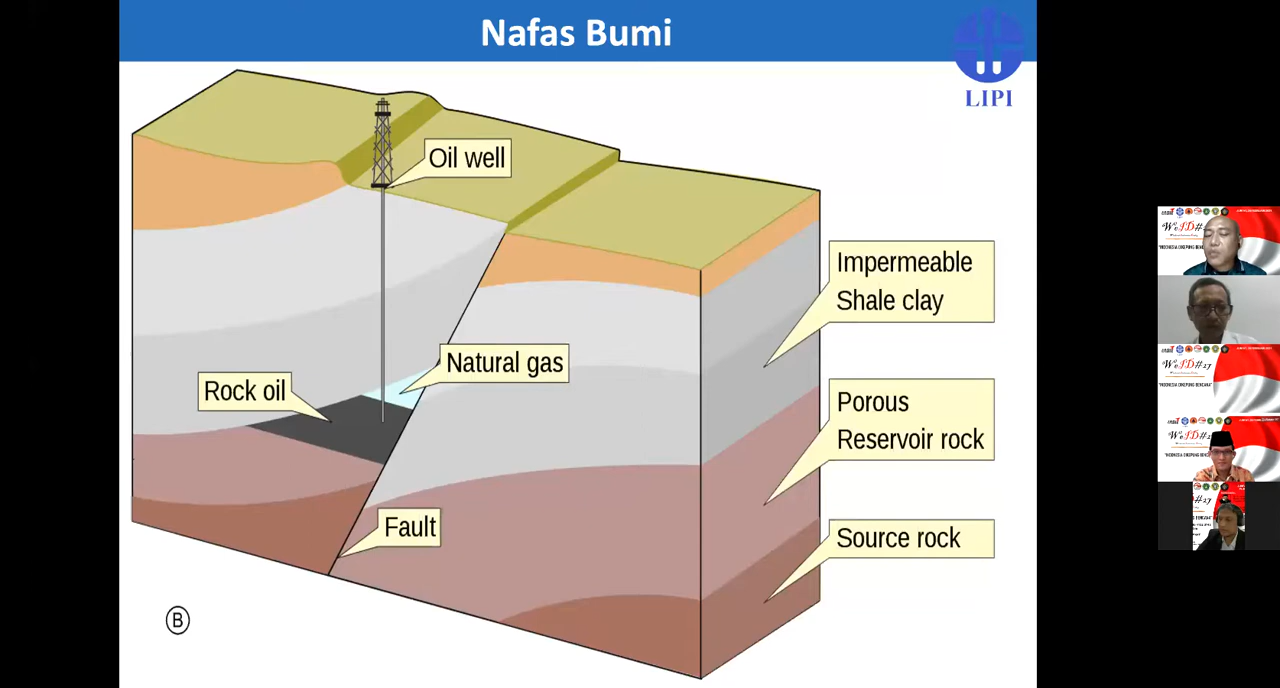 Nafas Bumi
LIPI
Oil well
Impermeable
Shale clay
Natural gas
Rock oil
Porous
Reservoir rock
Fault
Source rock
B